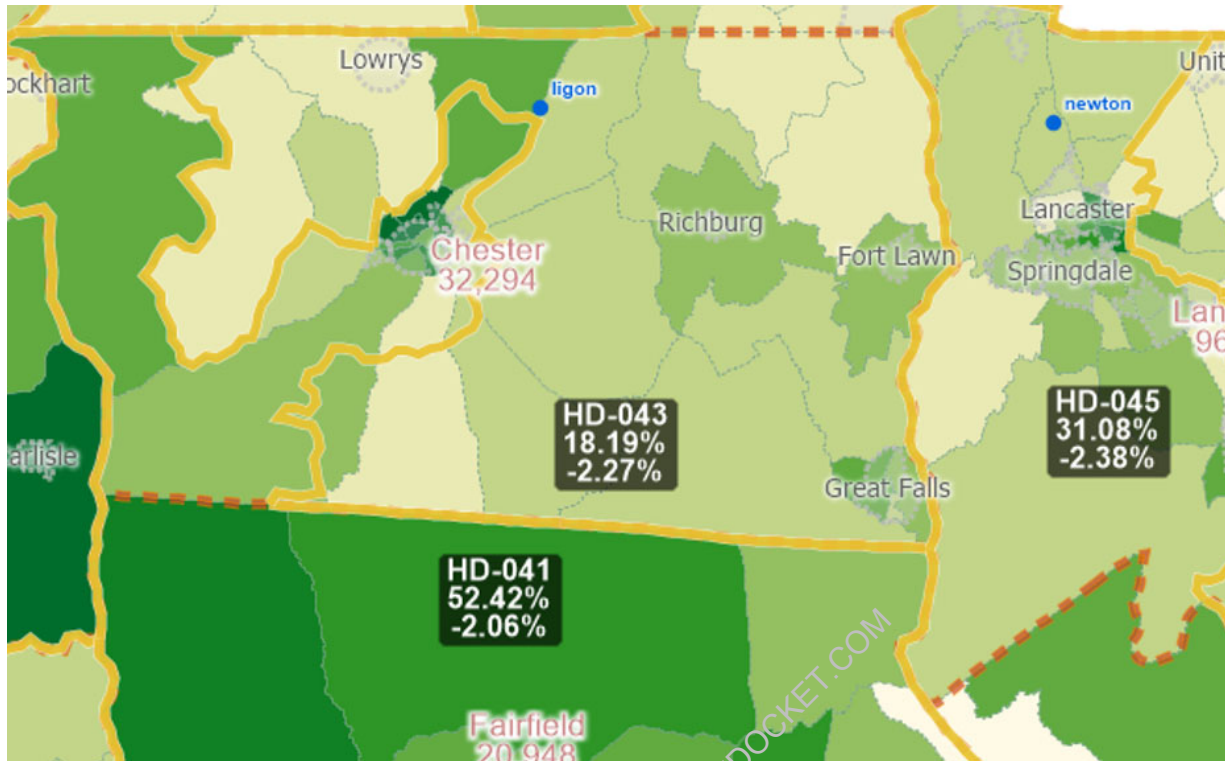 Lowrys
ockhart
ligon
Unit
newton
Lancaster
Richburg
Chester
32,294
Fort Lawn
Springdale
Lan
96
HD-043
18.19%
-2.27%
HD-045
31.08%
-2.38%
arlisle
Great Falls
HD-041
52.42%
-2.06%
DOCKET.COM
Fairfield
20,948